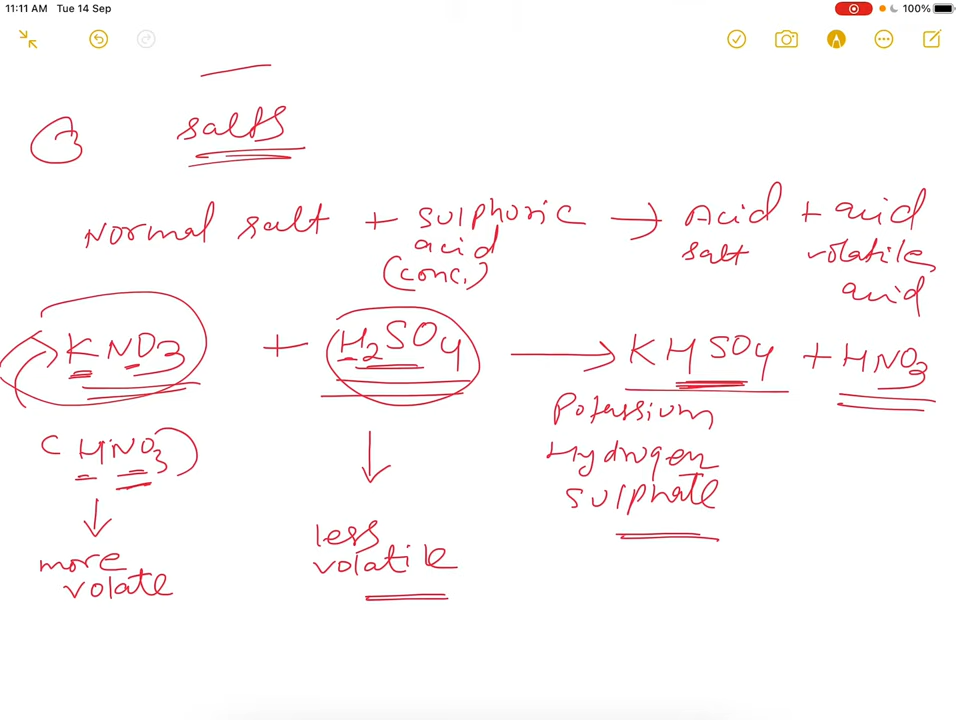 11:11 AM Tue 14 Sep
100%
3 salts
Normal salt + sulphuric acid (conc.) → Acid salt + acid volatile, acid
KNO3 + H2SO4 → KHSO4 + HNO3
Potassium
Hydrogen
sulphate
(HNO3)
more
volate
less
volatile